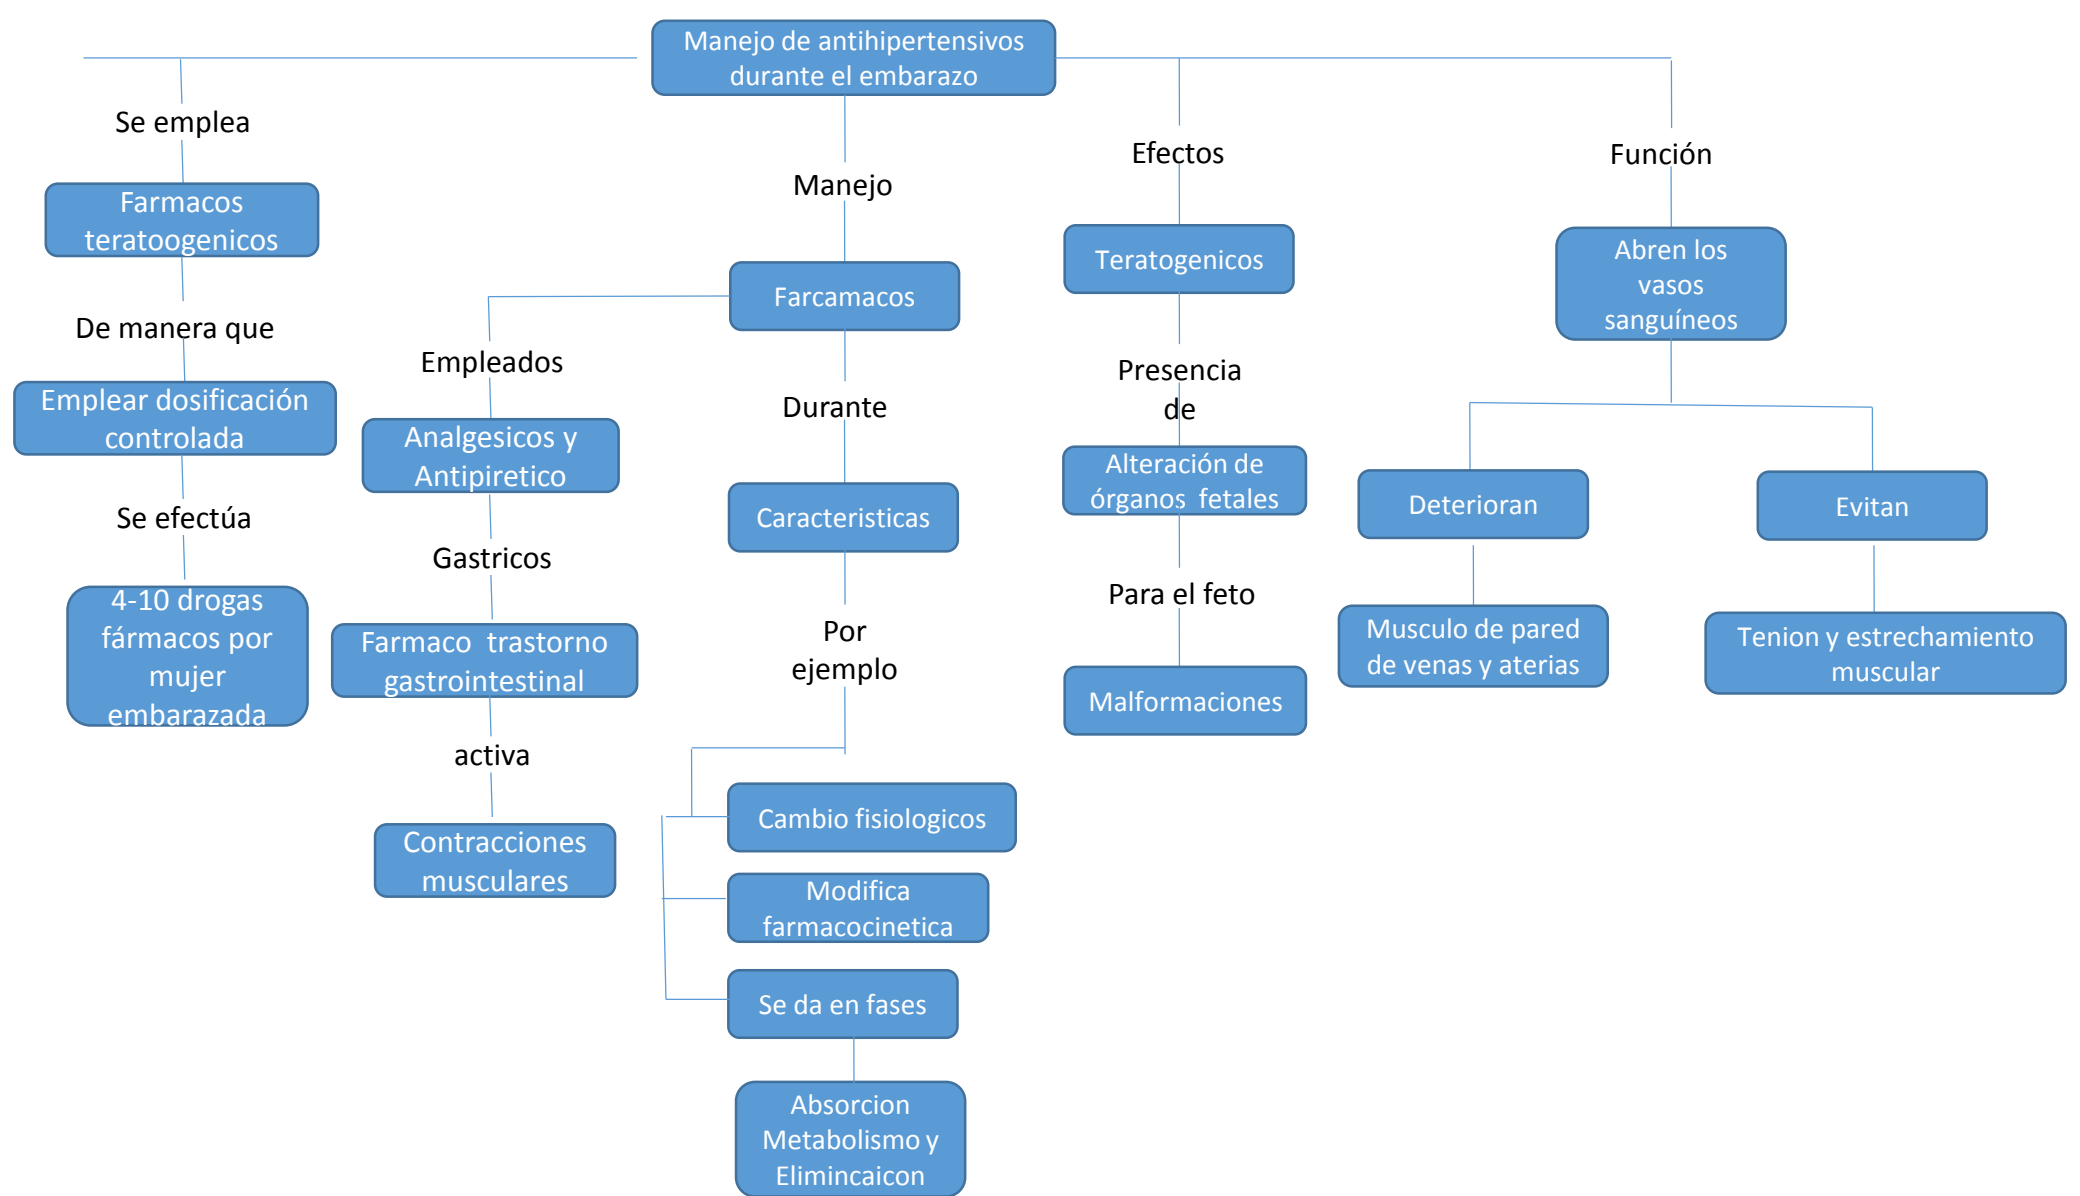 Manejo de antihipertensivos
durante el embarazo
Se emplea
Farmacos
teratoogenicos
De manera que
Emplear dosificación
controlada
Se efectúa
4-10 drogas
fármacos por
mujer
embarazada
Manejo
Farcamacos
Empleados
Analgesicos y
Antipiretico
Gastricos
Farmaco trastorno
gastrointestinal
activa
Contracciones
musculares
Durante
Caracteristicas
Por
ejemplo
Cambio fisiologicos
Modifica
farmacocinetica
Se da en fases
Absorcion
Metabolismo y
Elimincaicon
Efectos
Teratogenicos
Presencia
de
Alteración de
órganos fetales
Para el feto
Malformaciones
Función
Abren los
vasos
sanguíneos
Deterioran
Musculo de pared
de venas y aterias
Evitan
Tenion y estrechamiento
muscular